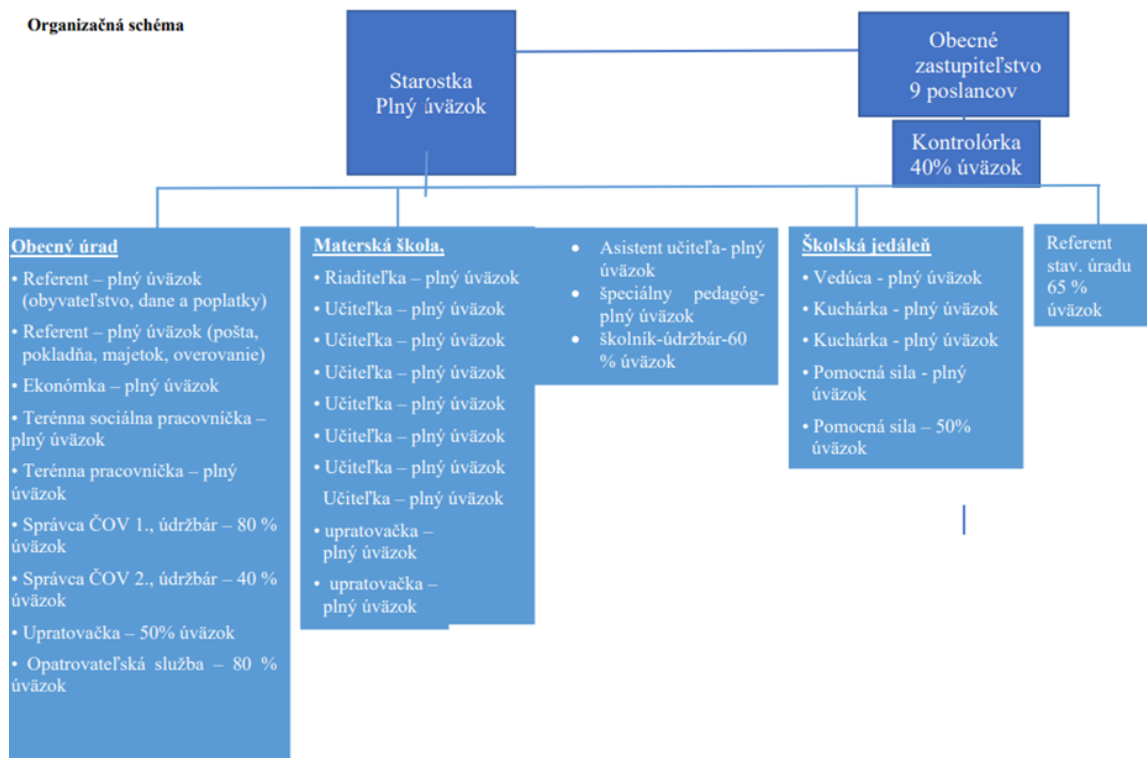 Organizačná schéma
Starostka
Plný úväzok
Obecné
zastupiteľstvo
9 poslancov
Kontrolórka
40% úväzok
Obecný úrad
• Referent – plný úväzok
(obyvateľstvo, dane a poplatky)
• Referent – plný úväzok (pošta,
pokladňa, majetok, overovanie)
• Ekonómka – plný úväzok
• Terénna sociálna pracovníčka –
plný úväzok
• Terénna pracovníčka – plný
úväzok
• Správca ČOV 1., údržbár – 80 %
úväzok
• Správca ČOV 2., údržbár – 40 %
úväzok
• Upratovačka – 50% úväzok
• Opatrovateľská služba – 80 %
úväzok
Materská škola,
• Riaditeľka – plný úväzok
• Učiteľka – plný úväzok
• Učiteľka – plný úväzok
• Učiteľka – plný úväzok
• Učiteľka – plný úväzok
• Učiteľka – plný úväzok
• Učiteľka – plný úväzok
Učiteľka – plný úväzok
• upratovačka –
plný úväzok
• upratovačka –
plný úväzok
• Asistent učiteľa- plný
úväzok
• špeciálny pedagóg-
plný úväzok
• školník-údržbár-60
% úväzok
Školská jedáleň
• Vedúca - plný úväzok
• Kuchárka - plný úväzok
• Kuchárka - plný úväzok
• Pomocná sila - plný
úväzok
• Pomocná sila – 50%
úväzok
Referent
stav. úradu
65 %
úväzok